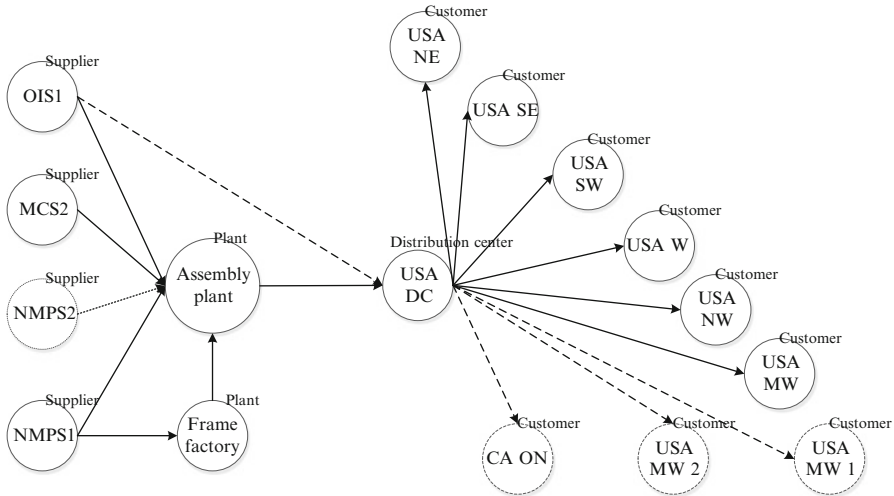 Customer
USA
NE
Supplier
OIS1
Customer
USA SE
Customer
USA
SW
Supplier
MCS2
Customer
USA W
Plant
Assembly
plant
Distribution center
USA
DC
Supplier
NMPS2
Customer
USA
NW
Customer
USA
MW
Supplier
NMPS1
Plant
Frame
factory
Customer
CA ON
Customer
USA
MW 2
Customer
USA
MW 1